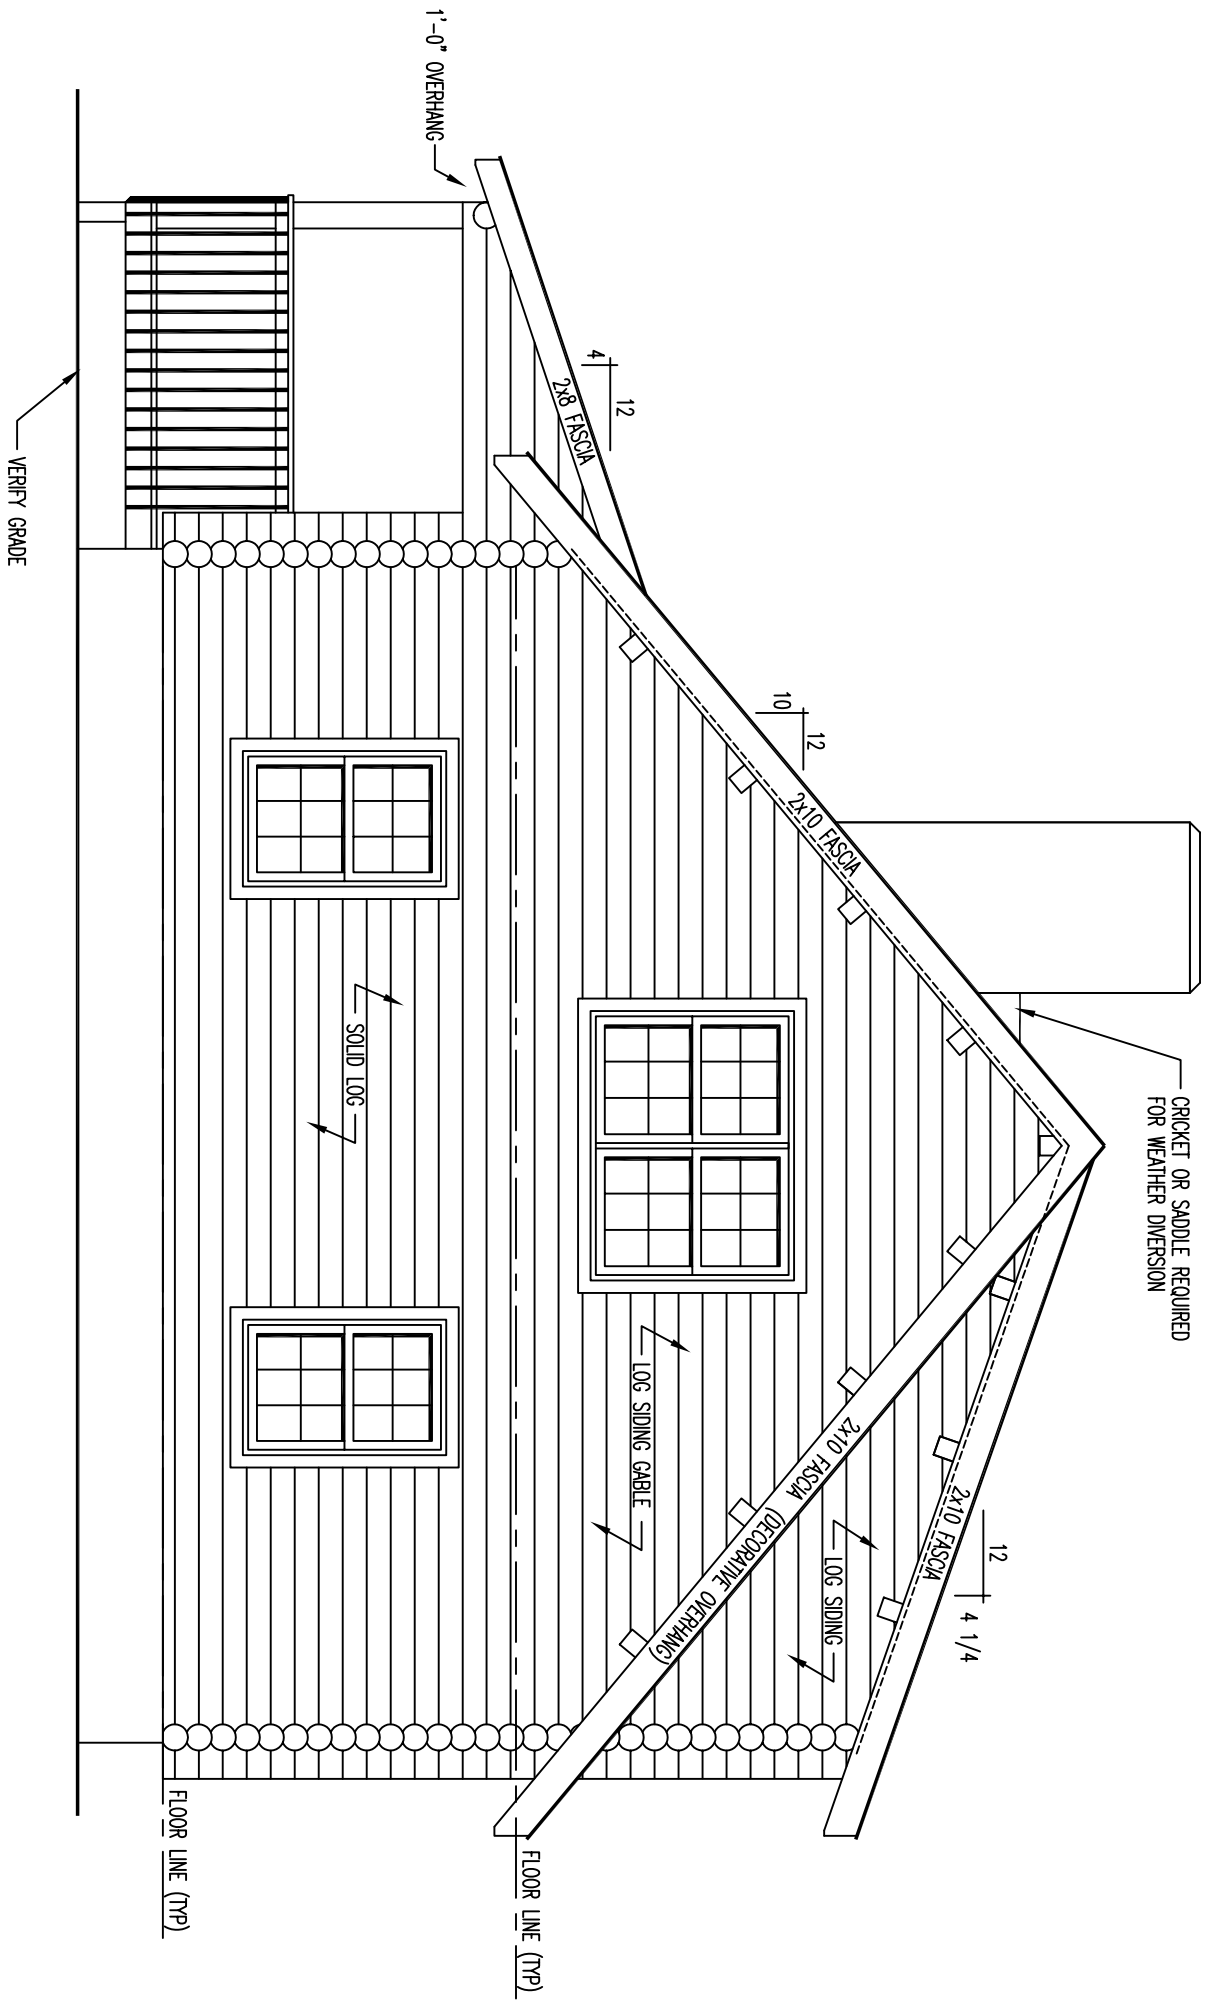 CRICKET OR SADDLE REQUIRED
FOR WEATHER DIVERSION
12
10
12
4 1/4
2x10 FASCIA
2x10 FASCIA
12
4
2x8 FASCIA
LOG SIDING
2x10 FASCIA (DECORATIVE OVERHANG)
LOG SIDING GABLE
1'-0" OVERHANG
FLOOR LINE (TYP)
SOLID LOG
FLOOR LINE (TYP)
VERIFY GRADE